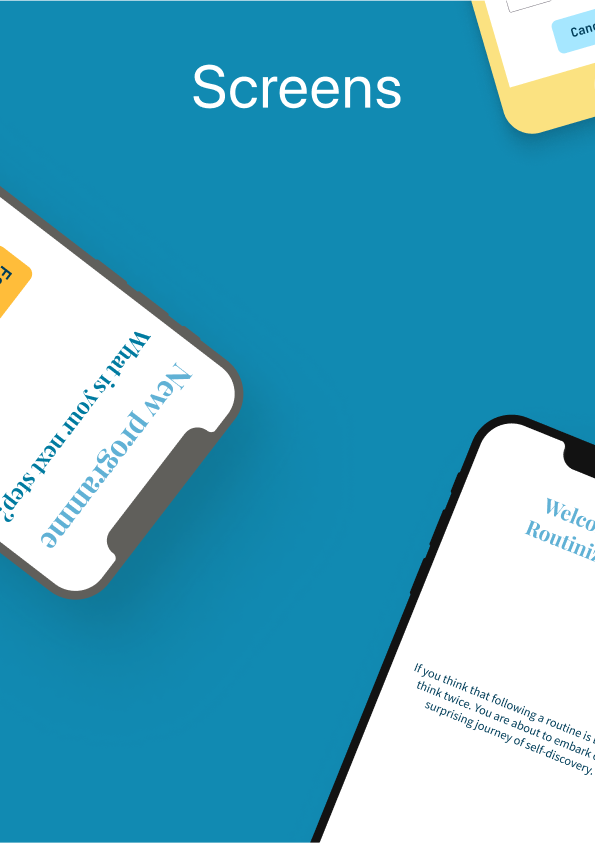 Screens
Canc
Fo
New programme
What is your next step?
Welco
Routiniz
If you think that following a routine is
think twice. You are about to embark
surprising journey of self-discovery.